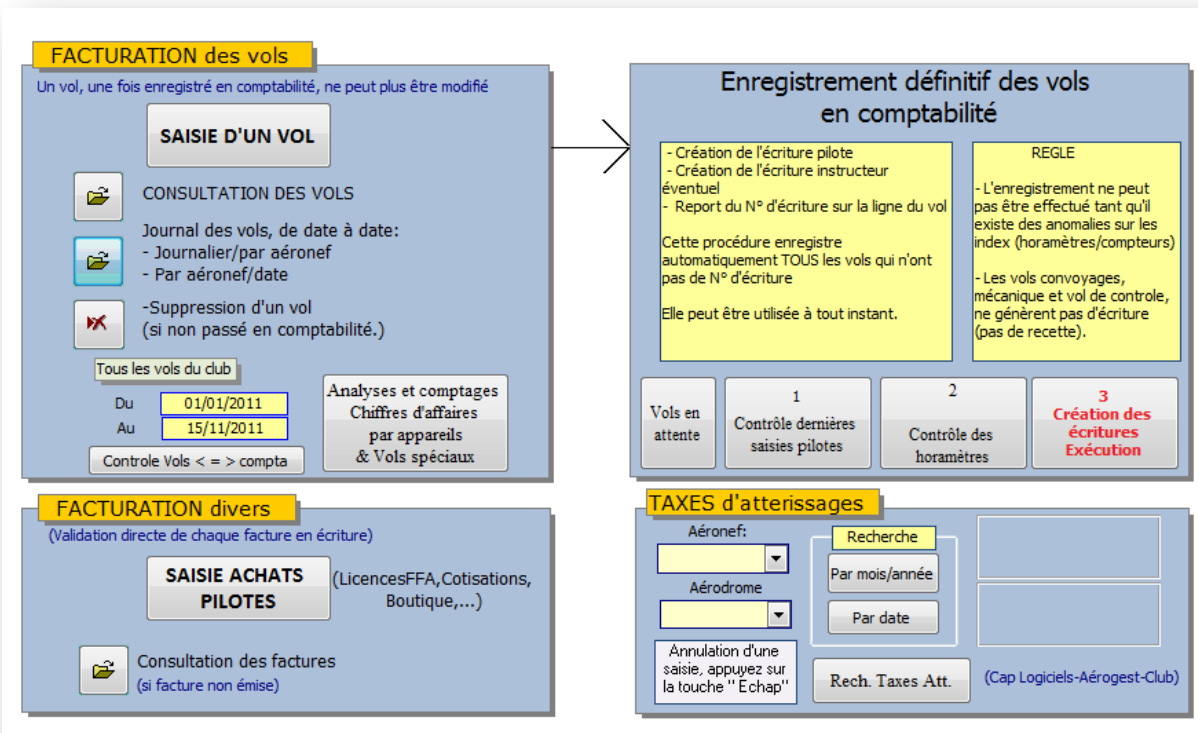 FACTURATION des vols
Un vol, une fois enregistré en comptabilité, ne peut plus être modifié
SAISIE D'UN VOL
CONSULTATION DES VOLS
Journal des vols, de date à date:
- Journalier/par aéronef
- Par aéronef/date
-Suppression d'un vol
(si non passé en comptabilité.)
Tous les vols du club
Du 01/01/2011
Au 15/11/2011
Controle Vols < = > compta
Analyses et comptages
Chiffres d'affaires
par appareils
& Vols spéciaux
Enregistrement définitif des vols
en comptabilité
- Création de l'écriture pilote
- Création de l'écriture instructeur
éventuel
- Report du N° d'écriture sur la ligne du vol
Cette procédure enregistre
automatiquement TOUS les vols qui n'ont
pas de N° d'écriture
Elle peut être utilisée à tout instant.
REGLE
- L'enregistrement ne peut
pas être effectué tant qu'il
existe des anomalies sur les
index (horamètres/compteurs)
- Les vols convoyages,
mécanique et vol de controle,
ne génèrent pas d'écriture
(pas de recette).
Vols en
attente
1
Contrôle dernières
saisies pilotes
2
Contrôle des
horamètres
3
Création des
écritures
Exécution
FACTURATION divers
(Validation directe de chaque facture en écriture)
SAISIE ACHATS
PILOTES
(LicencesFFA,Cotisations,
Boutique,...)
Consultation des factures
(si facture non émise)
TAXES d'atterissages
Aéronef:
Aérodrome
Annulation d'une
saisie, appuyez sur
la touche " Echap"
Recherche
Par mois/année
Par date
Rech. Taxes Att.
(Cap Logiciels-Aérogest-Club)